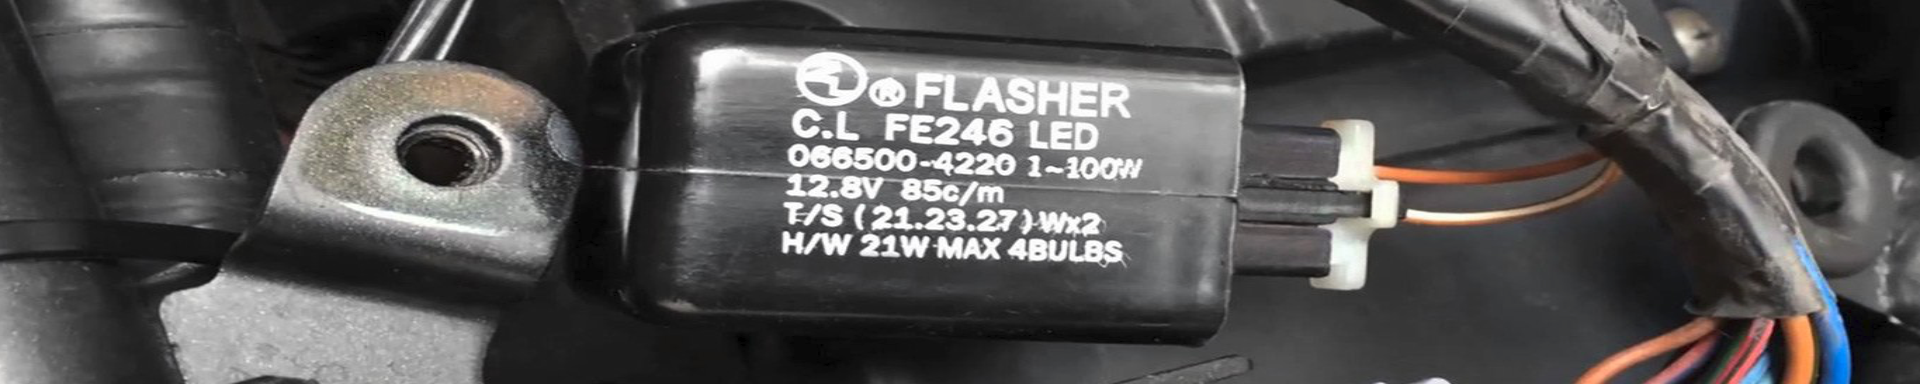 ® FLASHER
C.L FE246 LED
066500-4220 1~100W
12.8V 85c/m
T/S (21.23.27) Wx2
H/W 21W MAX 4BULBS